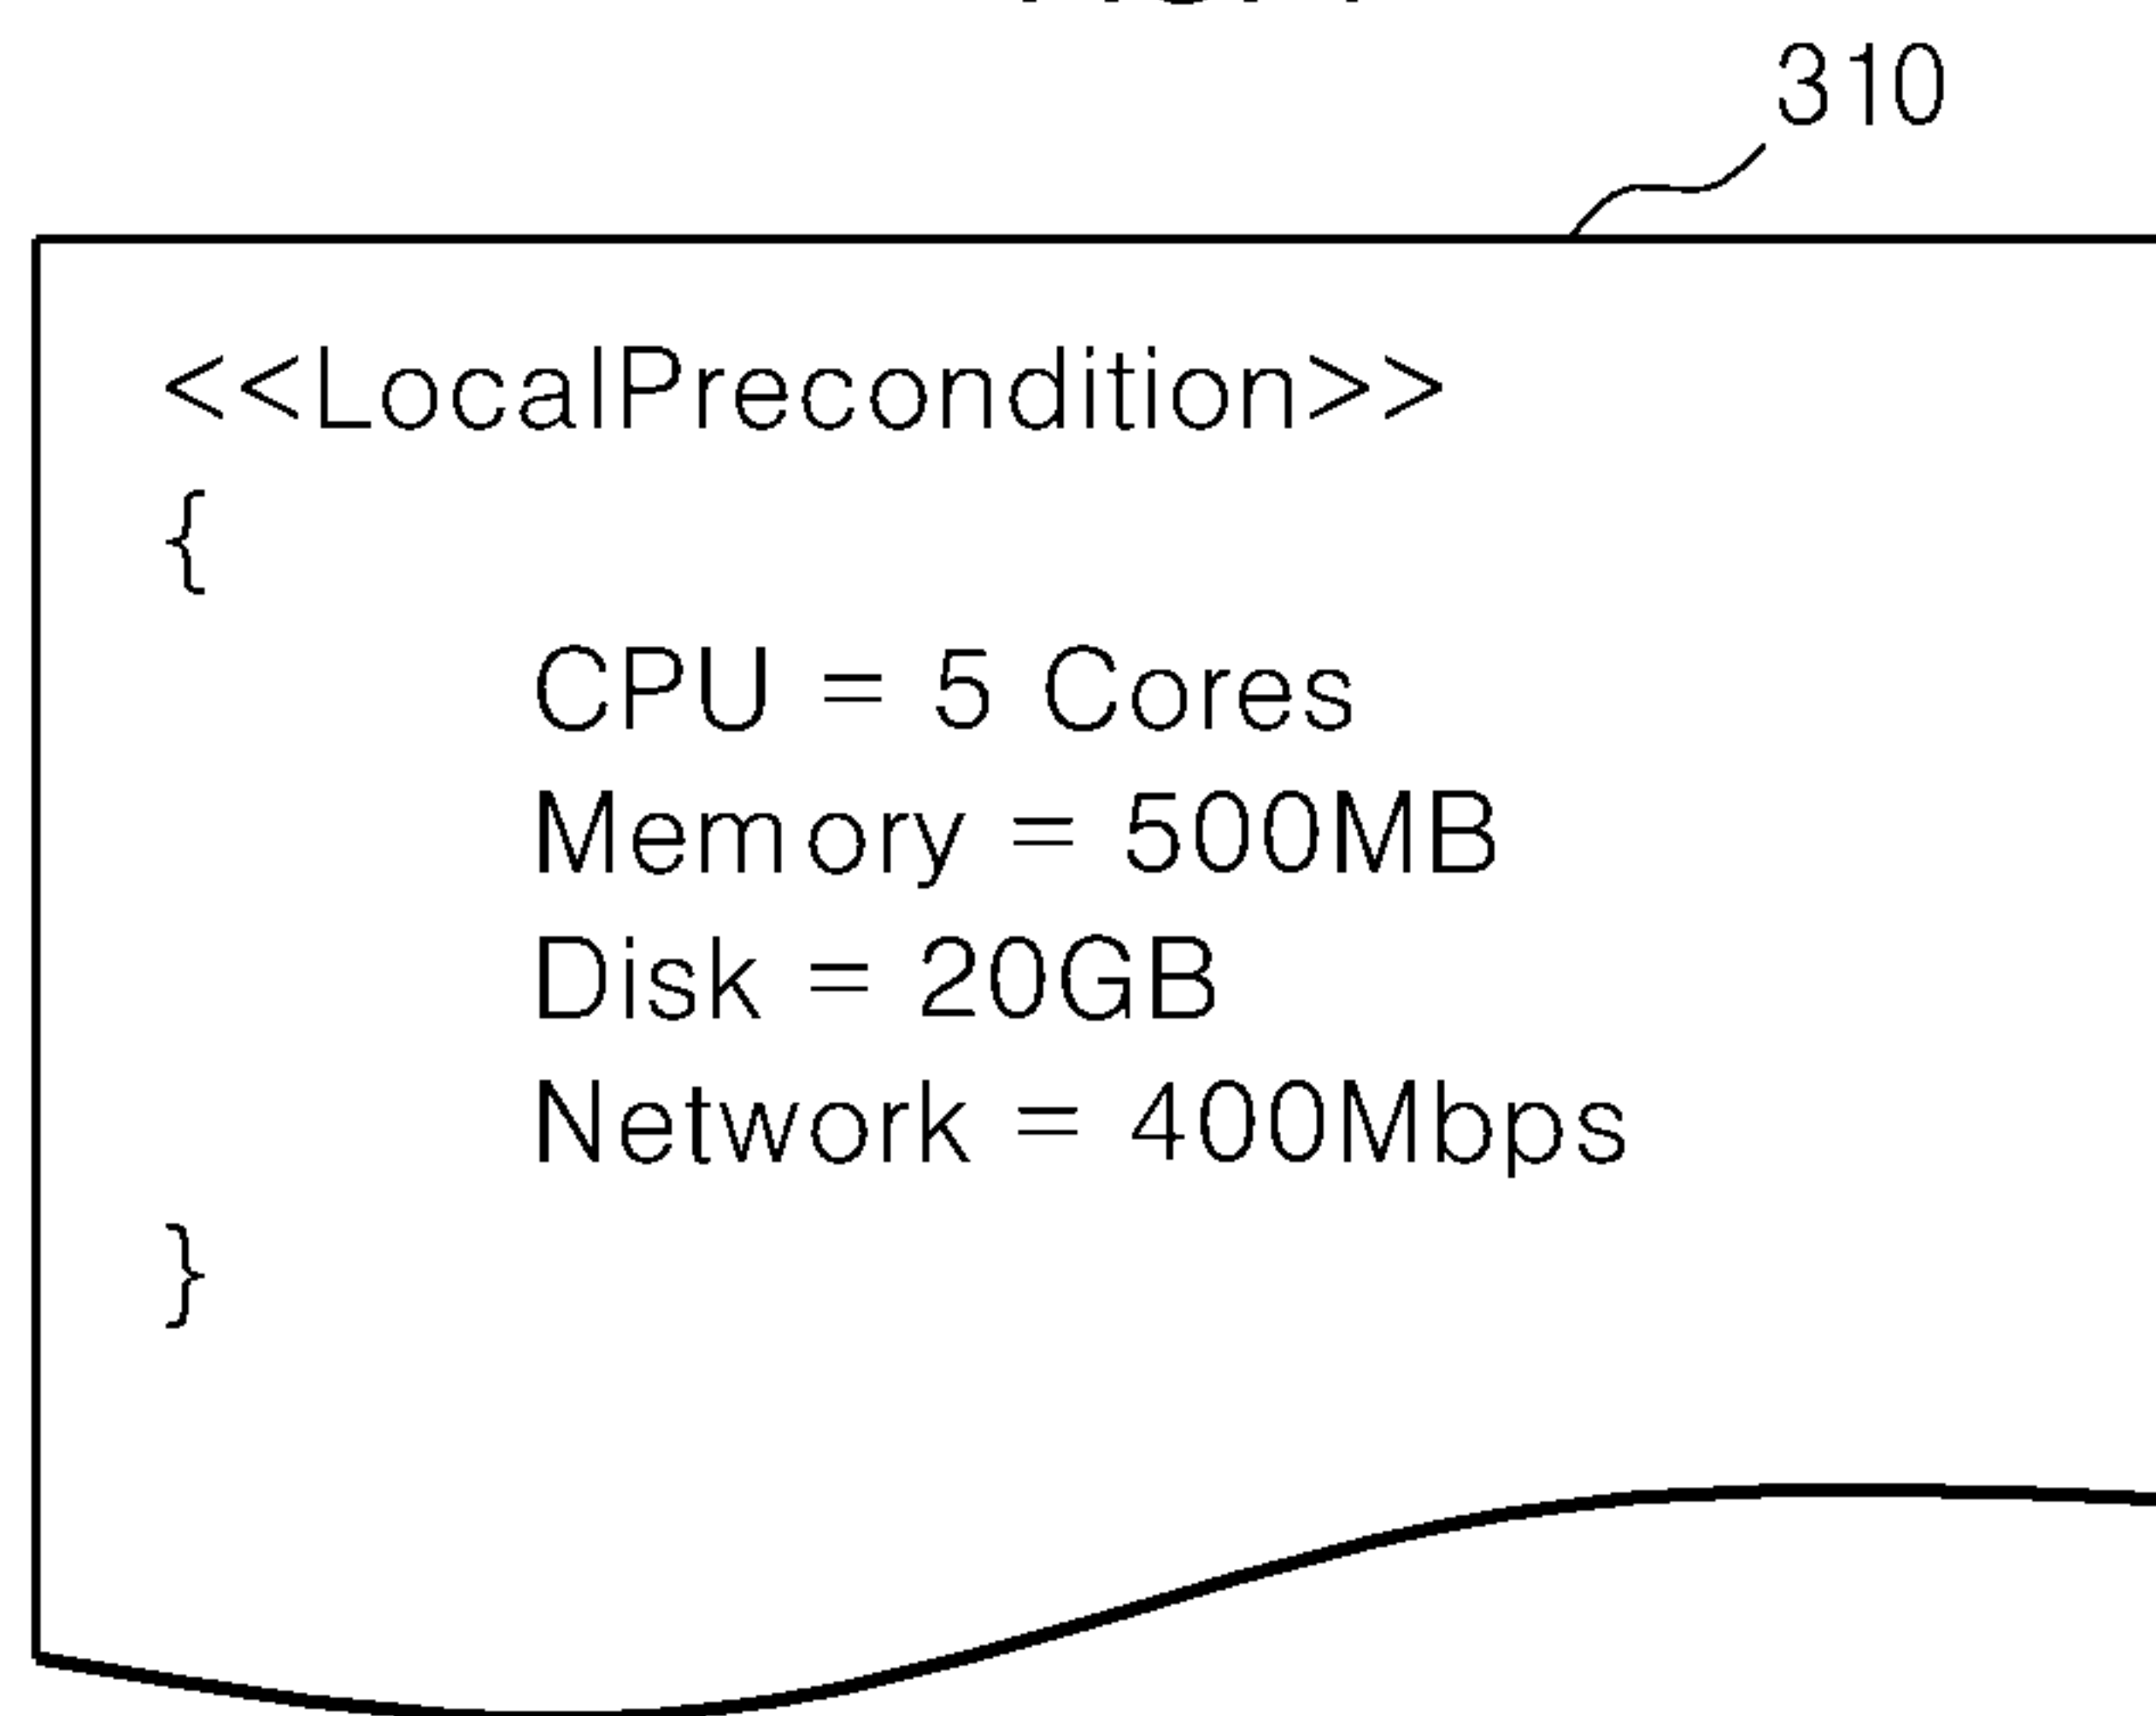 310
<<LocalPrecondition>>
{
CPU = 5 Cores
Memory = 500MB
Disk = 20GB
Network = 400Mbps
}